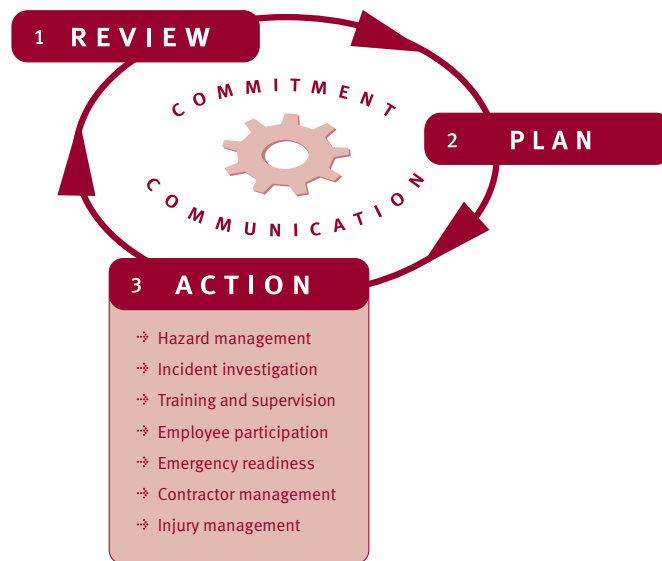 1 REVIEW
COMMITMENT
2 PLAN
COMMUNICATION
3 ACTION
Hazard management
Incident investigation
Training and supervision
Employee participation
Emergency readiness
Contractor management
Injury management